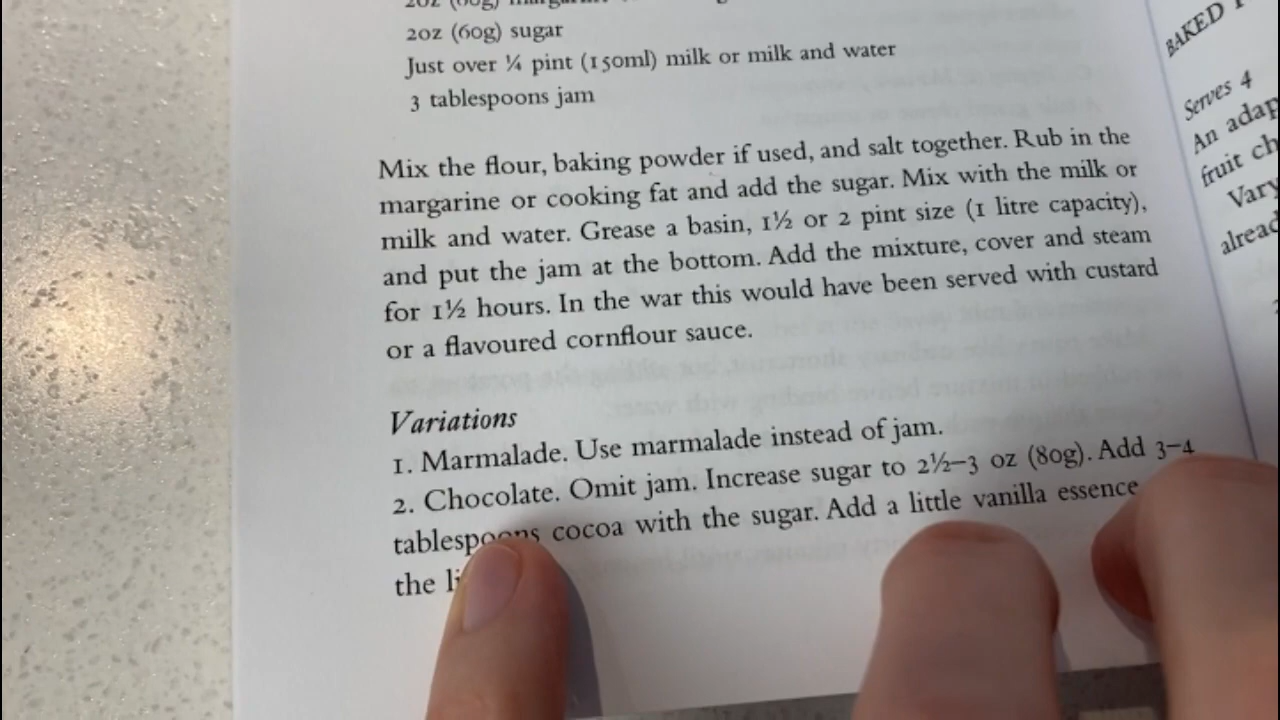 2oz (60g)
2oz (60g) sugar
Just over ¼ pint (150ml) milk or milk and water
3 tablespoons jam
Mix the flour, baking powder if used, and salt together. Rub in the
margarine or cooking fat and add the sugar. Mix with the milk or
milk and water. Grease a basin, 1½ or 2 pint size (1 litre capacity),
and put the jam at the bottom. Add the mixture, cover and steam
for 1½ hours. In the war this would have been served with custard
or a flavoured cornflour sauce.
Variations
1. Marmalade. Use marmalade instead of jam.
2. Chocolate. Omit jam. Increase sugar to 2½–3 oz (80g). Add 3–4
tablespoons cocoa with the sugar. Add a little vanilla essence
the
BAKED
Serves 4
An
fruit
Vary